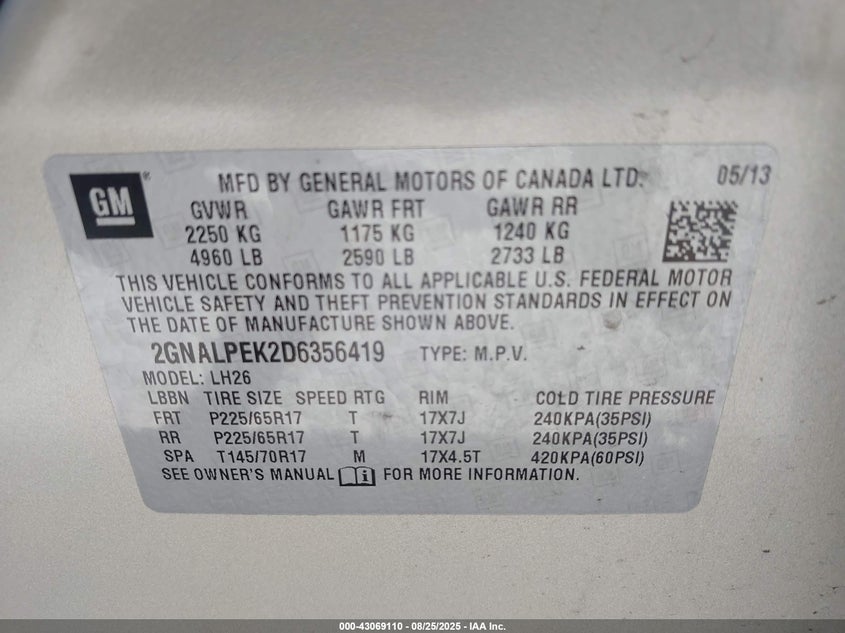 GM ® MFD BY GENERAL MOTORS OF CANADA LTD. 05/13
GVWR GAWR FRT GAWR RR
2250 KG 1175 KG 1240 KG
4960 LB 2590 LB 2733 LB
THIS VEHICLE CONFORMS TO ALL APPLICABLE U.S. FEDERAL MOTOR
VEHICLE SAFETY AND THEFT PREVENTION STANDARDS IN EFFECT ON
THE DATE OF MANUFACTURE SHOWN ABOVE.
2GNALPEK2D6356419 TYPE: M.P.V.
MODEL: LH26
LBBN TIRE SIZE SPEED RTG RIM COLD TIRE PRESSURE
FRT P225/65R17 T 17X7J 240KPA(35PSI)
RR P225/65R17 T 17X7J 240KPA(35PSI)
SPA T145/70R17 M 17X4.5T 420KPA(60PSI)
SEE OWNER'S MANUAL i FOR MORE INFORMATION.
000-43069110 - 08/25/2025 - IAA Inc.